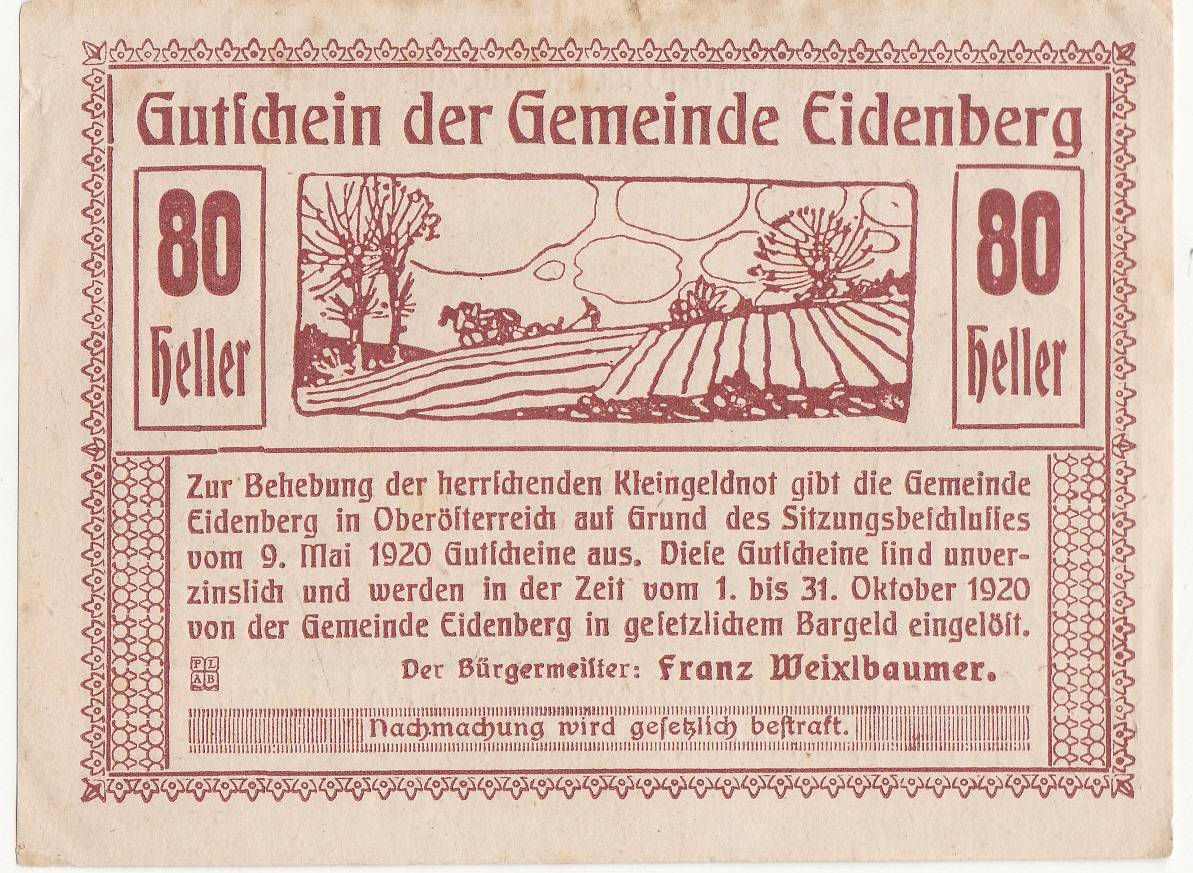 Gutſchein der Gemeinde Eidenberg
80 Heller
80 Heller
Zur Behebung der herrſchenden Kleingeldnot gibt die Gemeinde
Eidenberg in Oberöſterreich auf Grund des Sitzungsbeſchluſſes
vom 9. Mai 1920 Gutſcheine aus. Dieſe Gutſcheine ſind unver-
zinslich und werden in der Zeit vom 1. bis 31. Oktober 1920
von der Gemeinde Eidenberg in geſetzlichem Bargeld eingelöſt.
PL
AB
Der Bürgermeiſter: Franz Weixlbaumer.
Nachmachung wird geſetzlich beſtraft.